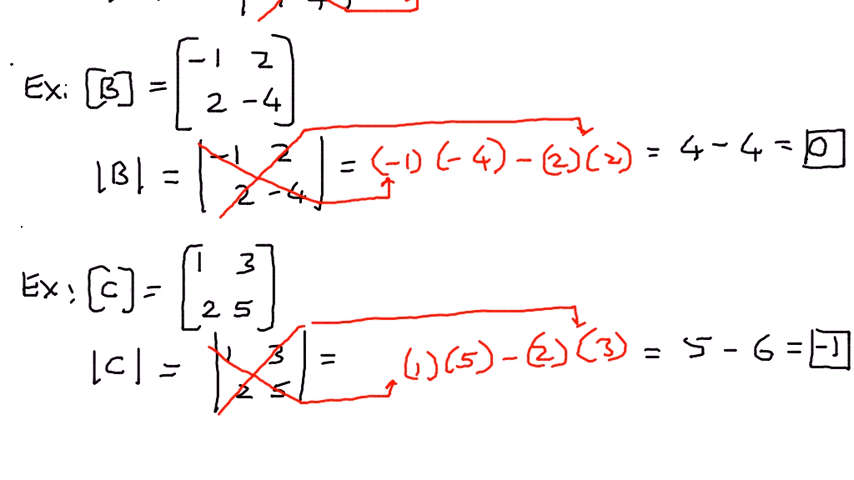 Ex: [B] = [-1 2
2 -4]
|B| = |-1 2
2 -4| = (-1)(-4) - (2)(2) = 4 - 4 = 0
Ex: [C] = [1 3
2 5]
|C| = |1 3
2 5| = (1)(5) - (2)(3) = 5 - 6 = -1